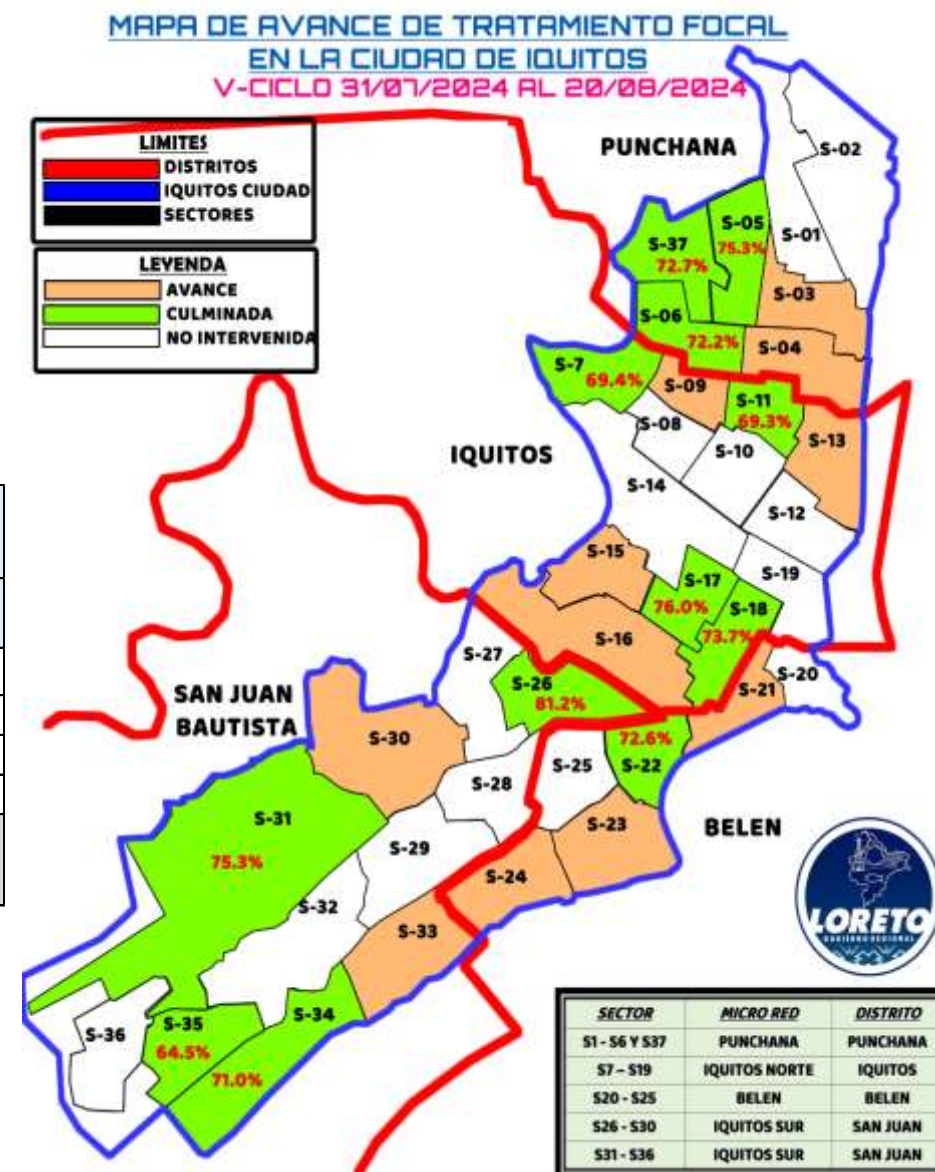 MAPA DE AVANCE DE TRATAMIENTO FOCAL
EN LA CIUDAD DE IQUITOS
V-CICLO 31/07/2024 AL 20/08/2024
LIMITES
DISTRITOS
IQUITOS CIUDAD
SECTORES
LEYENDA
AVANCE
CULMINADA
NO INTERVENIDA
PUNCHANA
S-02
S-01
S-05
75.3%
S-37
72.7%
S-03
S-06
72.2%
S-04
S-7
69.4%
S-09
S-11
69.3%
S-08
S-10
S-13
IQUITOS
S-14
S-12
S-15
S-17
76.0%
S-19
S-18
73.7%
S-16
S-27
S-26
81.2%
S-21
S-20
SAN JUAN
BAUTISTA
S-30
72.6%
S-22
S-25
S-28
S-31
75.3%
S-23
BELEN
S-29
S-24
S-32
S-33
S-34
71.0%
S-35
64.5%
S-36
LORETO
GOBIERNO REGIONAL
SECTOR MICRO RED DISTRITO
S1 - S6 Y S37 PUNCHANA PUNCHANA
S7 – S19 IQUITOS NORTE IQUITOS
S20 - S25 BELEN BELEN
S26 - S30 IQUITOS SUR SAN JUAN
S31 - S36 IQUITOS SUR SAN JUAN